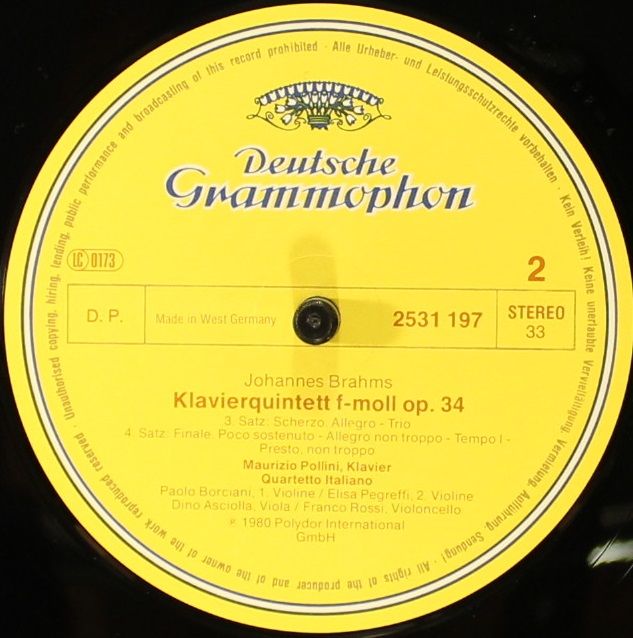 Deutsche
Grammophon
LC 0173
2
D. P.
Made in West Germany
2531 197
STEREO
33
Johannes Brahms
Klavierquintett f-moll op. 34
3. Satz: Scherzo. Allegro - Trio
4. Satz: Finale. Poco sostenuto - Allegro non troppo - Tempo I -
Presto, non troppo
Maurizio Pollini, Klavier
Quartetto Italiano
Paolo Borciani, 1. Violine / Elisa Pegreffi, 2. Violine
Dino Asciolla, Viola / Franco Rossi, Violoncello
℗ 1980 Polydor International
GmbH
Alle Urheber- und Leistungsschutzrechte vorbehalten · Kein Verleih! Keine unerlaubte Vervielfältigung, Vermietung, Aufführung, Sendung! · All rights of the producer and of the owner of the work reproduced reserved · Unauthorised copying, hiring, lending, public performance and broadcasting of this record prohibited ·